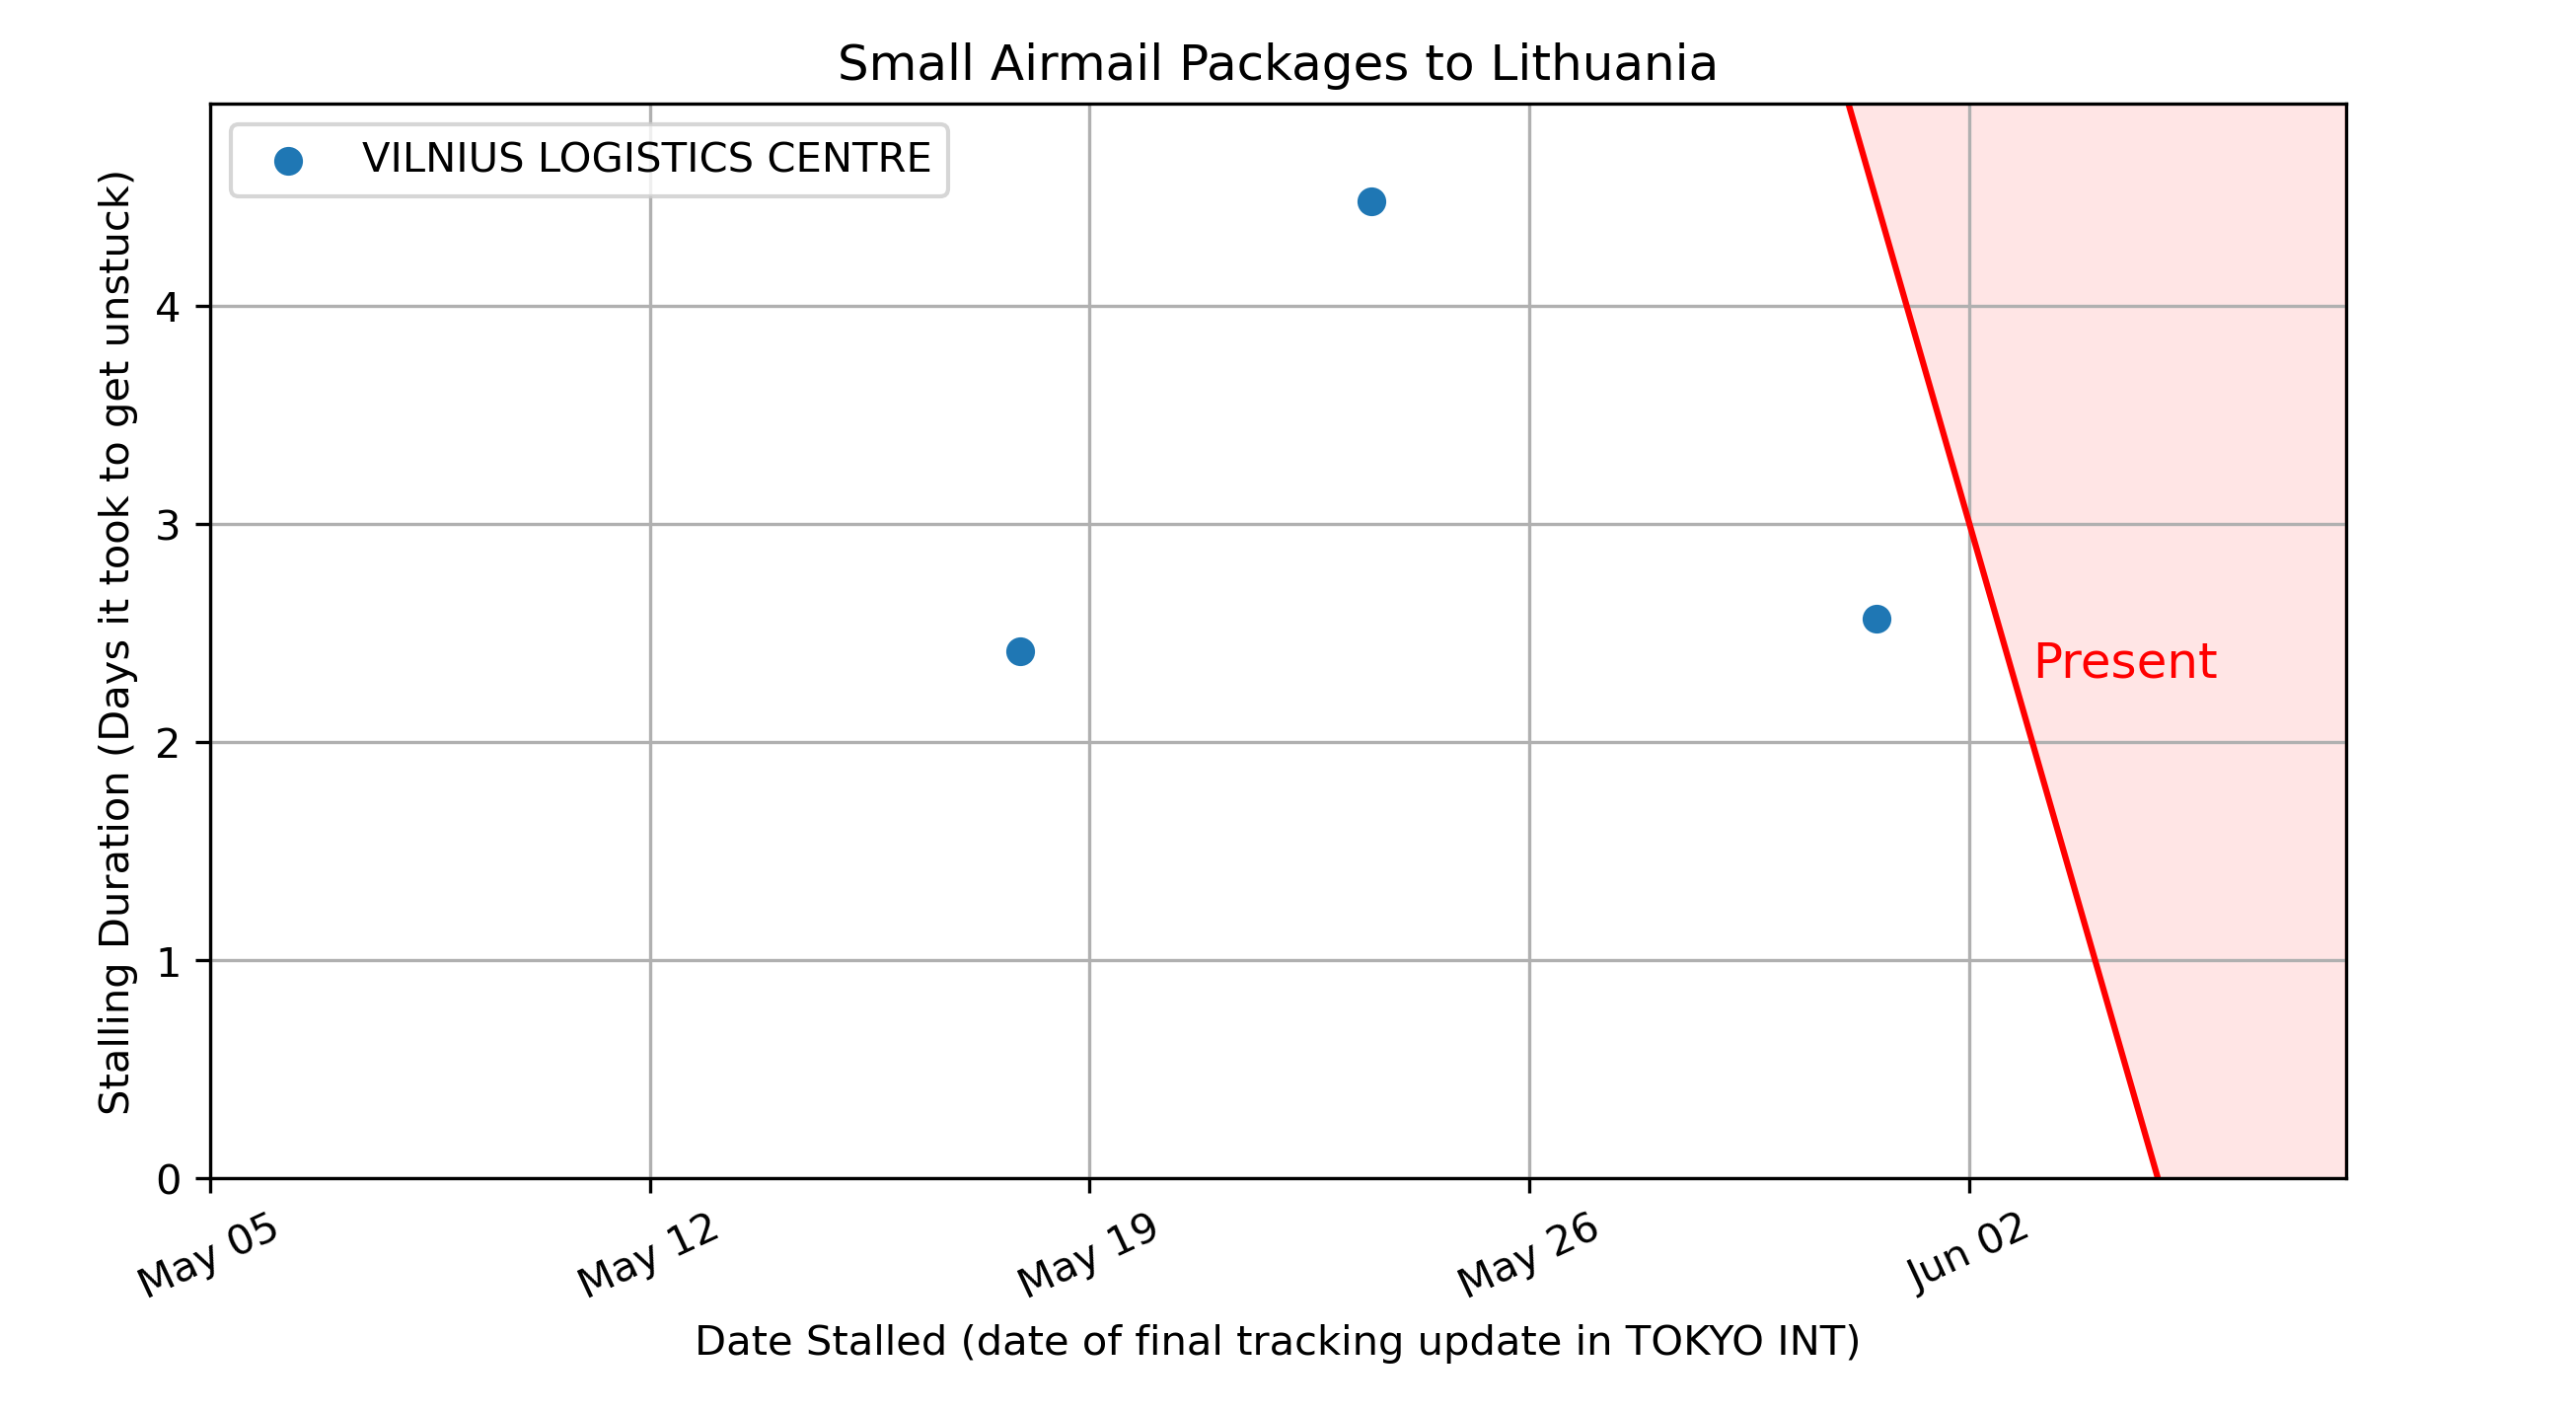 Small Airmail Packages to Lithuania
VILNIUS LOGISTICS CENTRE
Stalling Duration (Days it took to get unstuck)
4
3
2
1
0
Present
May 05
May 12
May 19
May 26
Jun 02
Date Stalled (date of final tracking update in TOKYO INT)